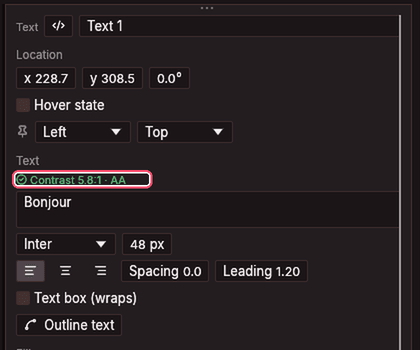 Text </> Text 1
Location
x 228.7 y 308.5 0.0°
Hover state
Left Top
Text
Contrast 5.8:1 · AA
Bonjour
Inter 48 px
Spacing 0.0 Leading 1.20
Text box (wraps)
Outline text